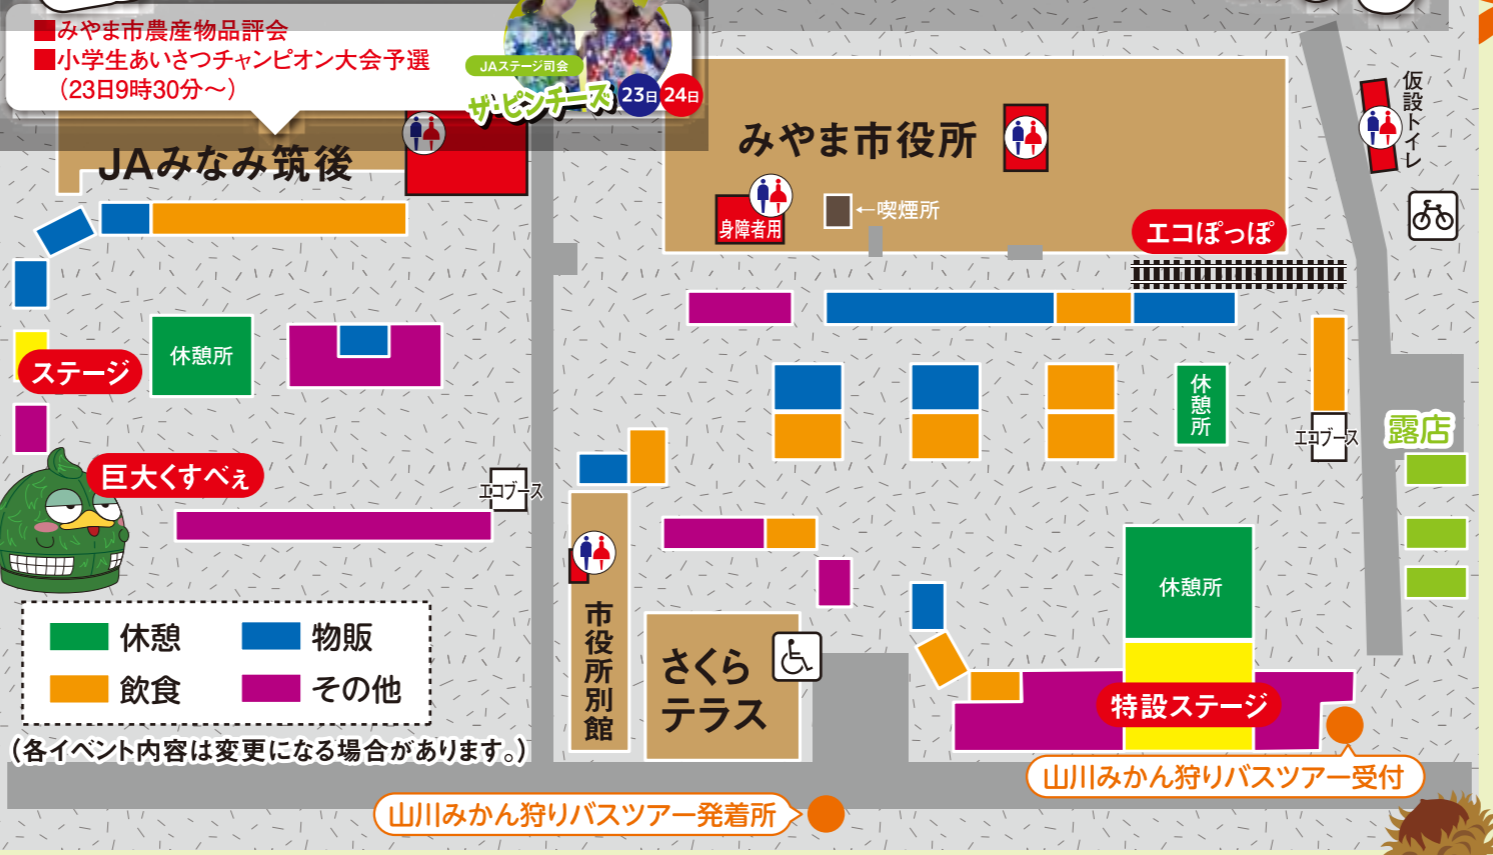 ■みやま市農産物品評会
■小学生あいさつチャンピオン大会予選
（23日9時30分～）
JAステージ司会
ザ・ピンチーズ
23日
24日
JAみなみ筑後
みやま市役所
身障者用
←喫煙所
仮設トイレ
エコぽっぽ
ステージ
休憩所
休憩所
エコブース
露店
巨大くすべぇ
エコブース
市役所別館
さくら
テラス
休憩所
特設ステージ
休憩
物販
飲食
その他
（各イベント内容は変更になる場合があります。）
山川みかん狩りバスツアー受付
山川みかん狩りバスツアー発着所